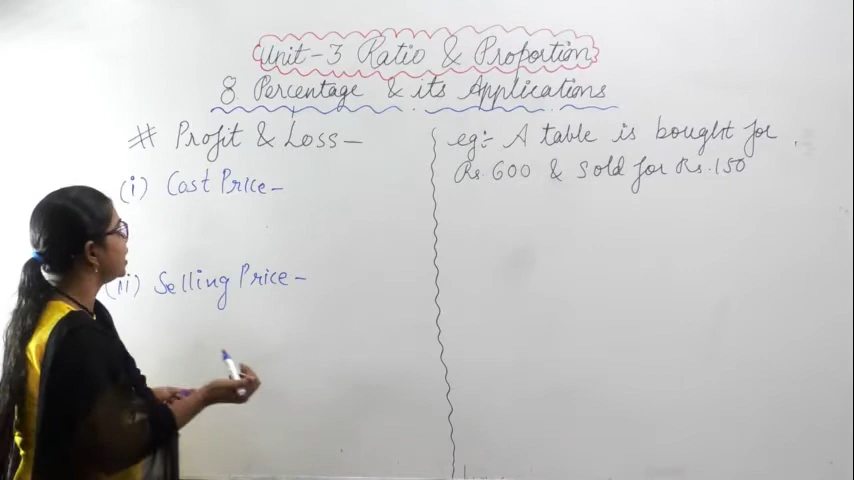 Unit-3 Ratio & Proportion
8 Percentage & its Applications
# Profit & Loss-
(i) Cost Price-
(ii) Selling Price-
eg:- A table is bought for
Rs. 600 & sold for Rs. 150